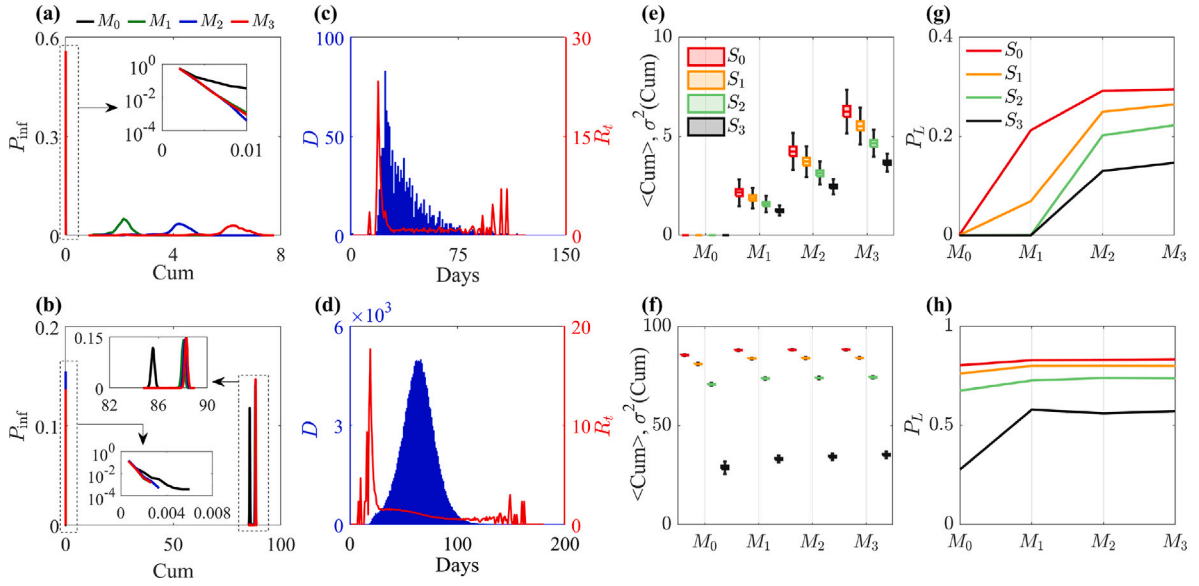 (a)
M0 M1 M2 M3
0.6
0.3
0
Pinf
10^0
10^-2
10^-4
0 0.01
0 4 8
Cum
(c)
100
80
60
40
20
0
D
30
15
0
Rt
0 75 150
Days
(e)
10
5
0
<Cum>, σ²(Cum)
S0
S1
S2
S3
M0 M1 M2 M3
(g)
0.4
0.2
0
PL
S0
S1
S2
S3
M0 M1 M2 M3
(b)
0.2
0.1
0
Pinf
0.15
0
82 86 90
10^0
10^-2
10^-4
0 0.004 0.008
0 50 100
Cum
(d)
×10^3
6
3
0
D
20
10
0
Rt
0 100 200
Days
(f)
100
50
0
<Cum>, σ²(Cum)
M0 M1 M2 M3
(h)
1
0.5
0
PL
M0 M1 M2 M3